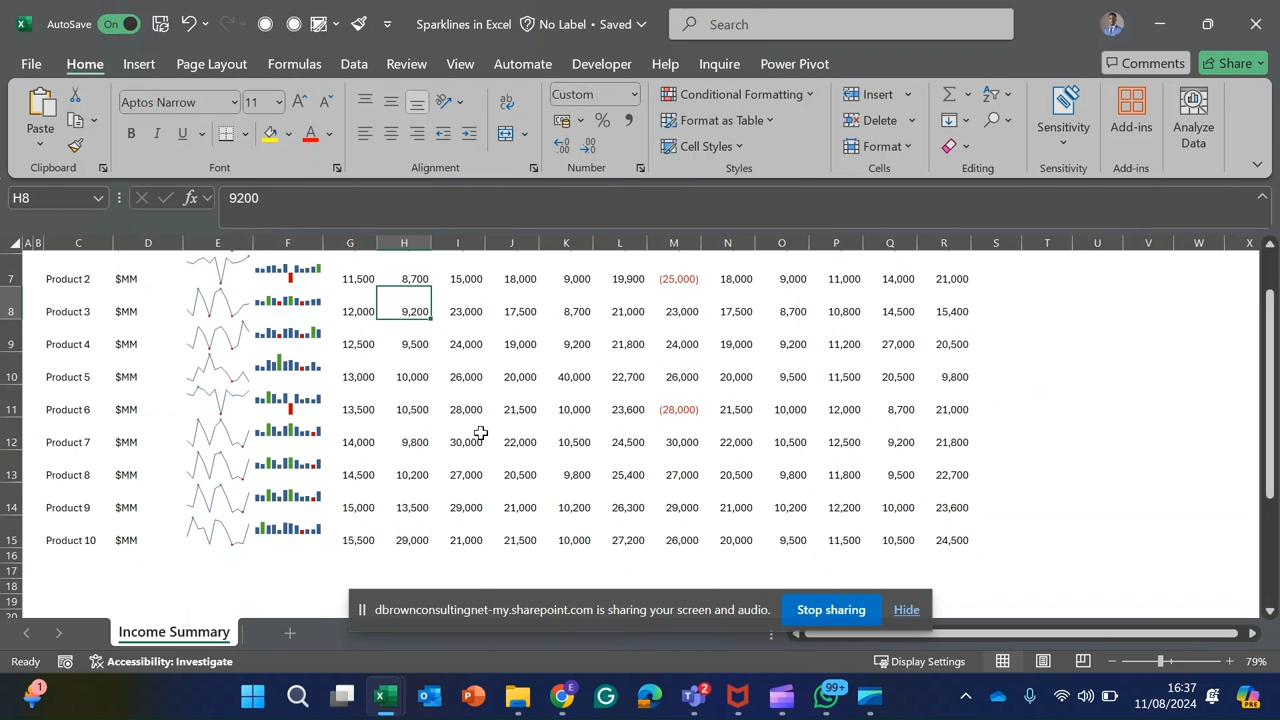 AutoSave On Sparklines in Excel No Label • Saved Search
File Home Insert Page Layout Formulas Data Review View Automate Developer Help Inquire Power Pivot Comments Share
Paste Aptos Narrow 11 Custom Conditional Formatting Insert Sensitivity Add-ins Analyze Data
B I U A % , Format as Table Delete
Cell Styles Format
Clipboard Font Alignment Number Styles Cells Editing Sensitivity Add-ins
H8 fx 9200
A B C D E F G H I J K L M N O P Q R S T U V W X
7 Product 2 $MM 11,500 8,700 15,000 18,000 9,000 19,900 (25,000) 18,000 9,000 11,000 14,000 21,000
8 Product 3 $MM 12,000 9,200 23,000 17,500 8,700 21,000 23,000 17,500 8,700 10,800 14,500 15,400
9 Product 4 $MM 12,500 9,500 24,000 19,000 9,200 21,800 24,000 19,000 9,200 11,200 27,000 20,500
10 Product 5 $MM 13,000 10,000 26,000 20,000 40,000 22,700 26,000 20,000 9,500 11,500 20,500 9,800
11 Product 6 $MM 13,500 10,500 28,000 21,500 10,000 23,600 (28,000) 21,500 10,000 12,000 8,700 21,000
12 Product 7 $MM 14,000 9,800 30,000 22,000 10,500 24,500 30,000 22,000 10,500 12,500 9,200 21,800
13 Product 8 $MM 14,500 10,200 27,000 20,500 9,800 25,400 27,000 20,500 9,800 11,800 9,500 22,700
14 Product 9 $MM 15,000 13,500 29,000 21,000 10,200 26,300 29,000 21,000 10,200 12,200 10,000 23,600
15 Product 10 $MM 15,500 29,000 21,000 21,500 10,000 27,200 26,000 20,000 9,500 11,500 10,500 24,500
16
17
18
19
dbrownconsultingnet-my.sharepoint.com is sharing your screen and audio. Stop sharing Hide
Income Summary
Ready Accessibility: Investigate Display Settings 79%
1 2 99+ 16:37
11/08/2024 PRE